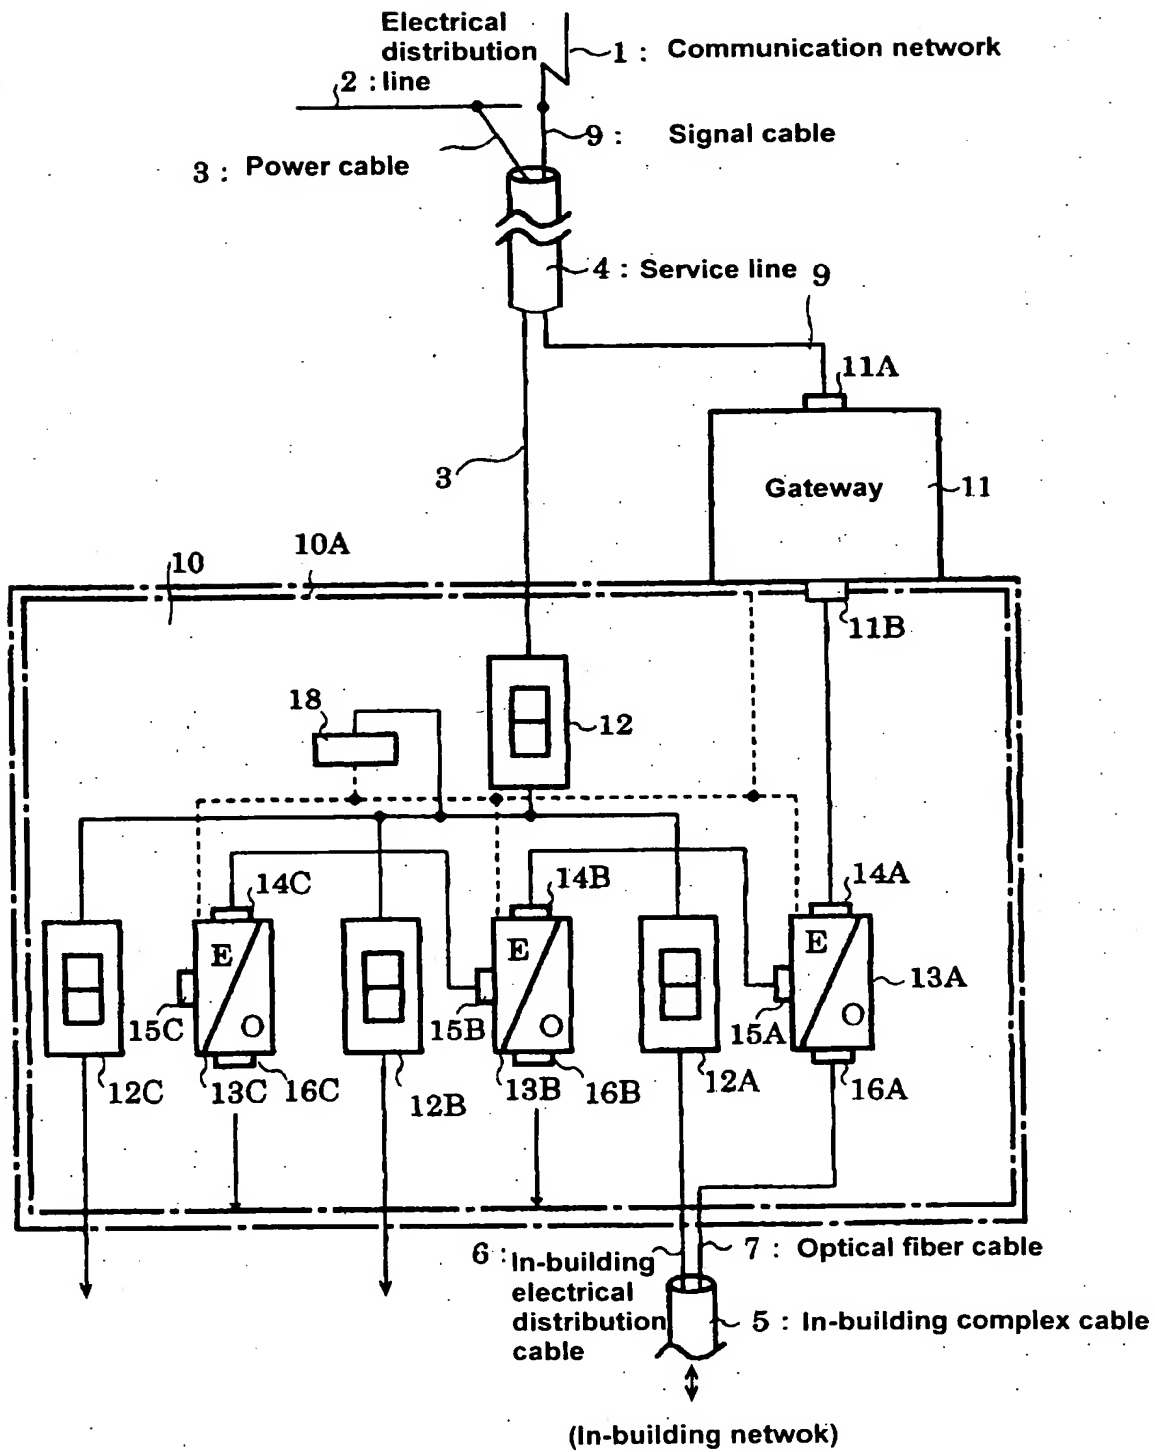 Electrical
distribution
2 : line
1 : Communication network
9 : Signal cable
3 : Power cable
4 : Service line
9
11A
3
Gateway
11
10
10A
11B
18
12
14C
14B
14A
E
E
E
13A
15C
O
15B
O
15A
O
12C
13C
16C
12B
13B
16B
12A
16A
6 : In-building
electrical
distribution
cable
7 : Optical fiber cable
5 : In-building complex cable
(In-building netwok)